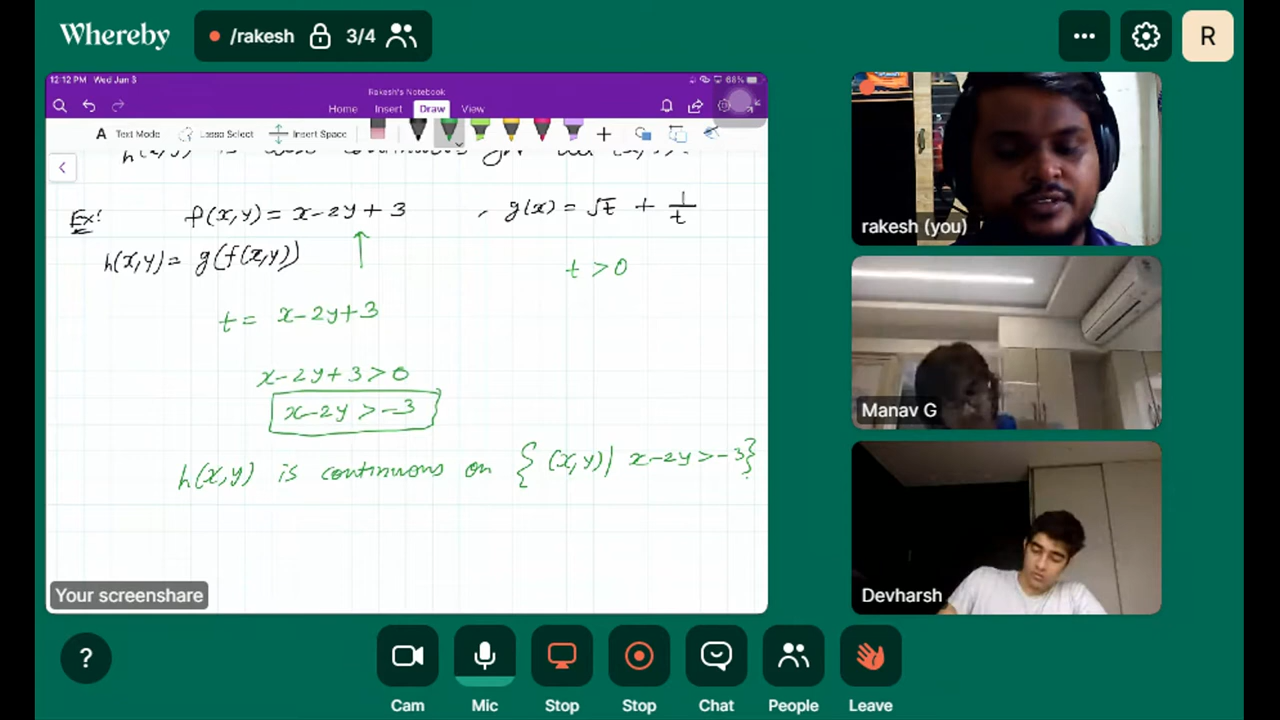 Whereby
/rakesh 3/4
R
12:12 PM Wed Jun 3
68%
Rakesh's Notebook
Home Insert Draw View
A Text Mode Lasso Select Insert Space
Ex: f(x,y) = x-2y+3 , g(x) = √t + 1/t
h(x,y) = g(f(x,y))
t > 0
t = x-2y+3
x-2y+3 > 0
x-2y > -3
h(x,y) is continuous on { (x,y) | x-2y > -3 }
Your screenshare
rakesh (you)
Manav G
Devharsh
?
Cam Mic Stop Stop Chat People Leave